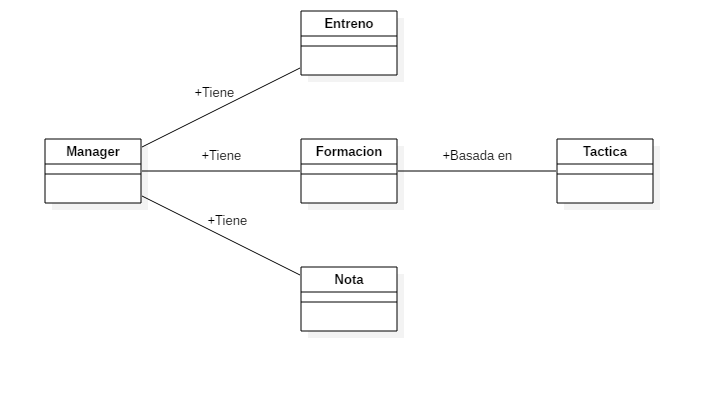 Entreno
+Tiene
Manager
+Tiene
Formacion
+Basada en
Tactica
+Tiene
Nota